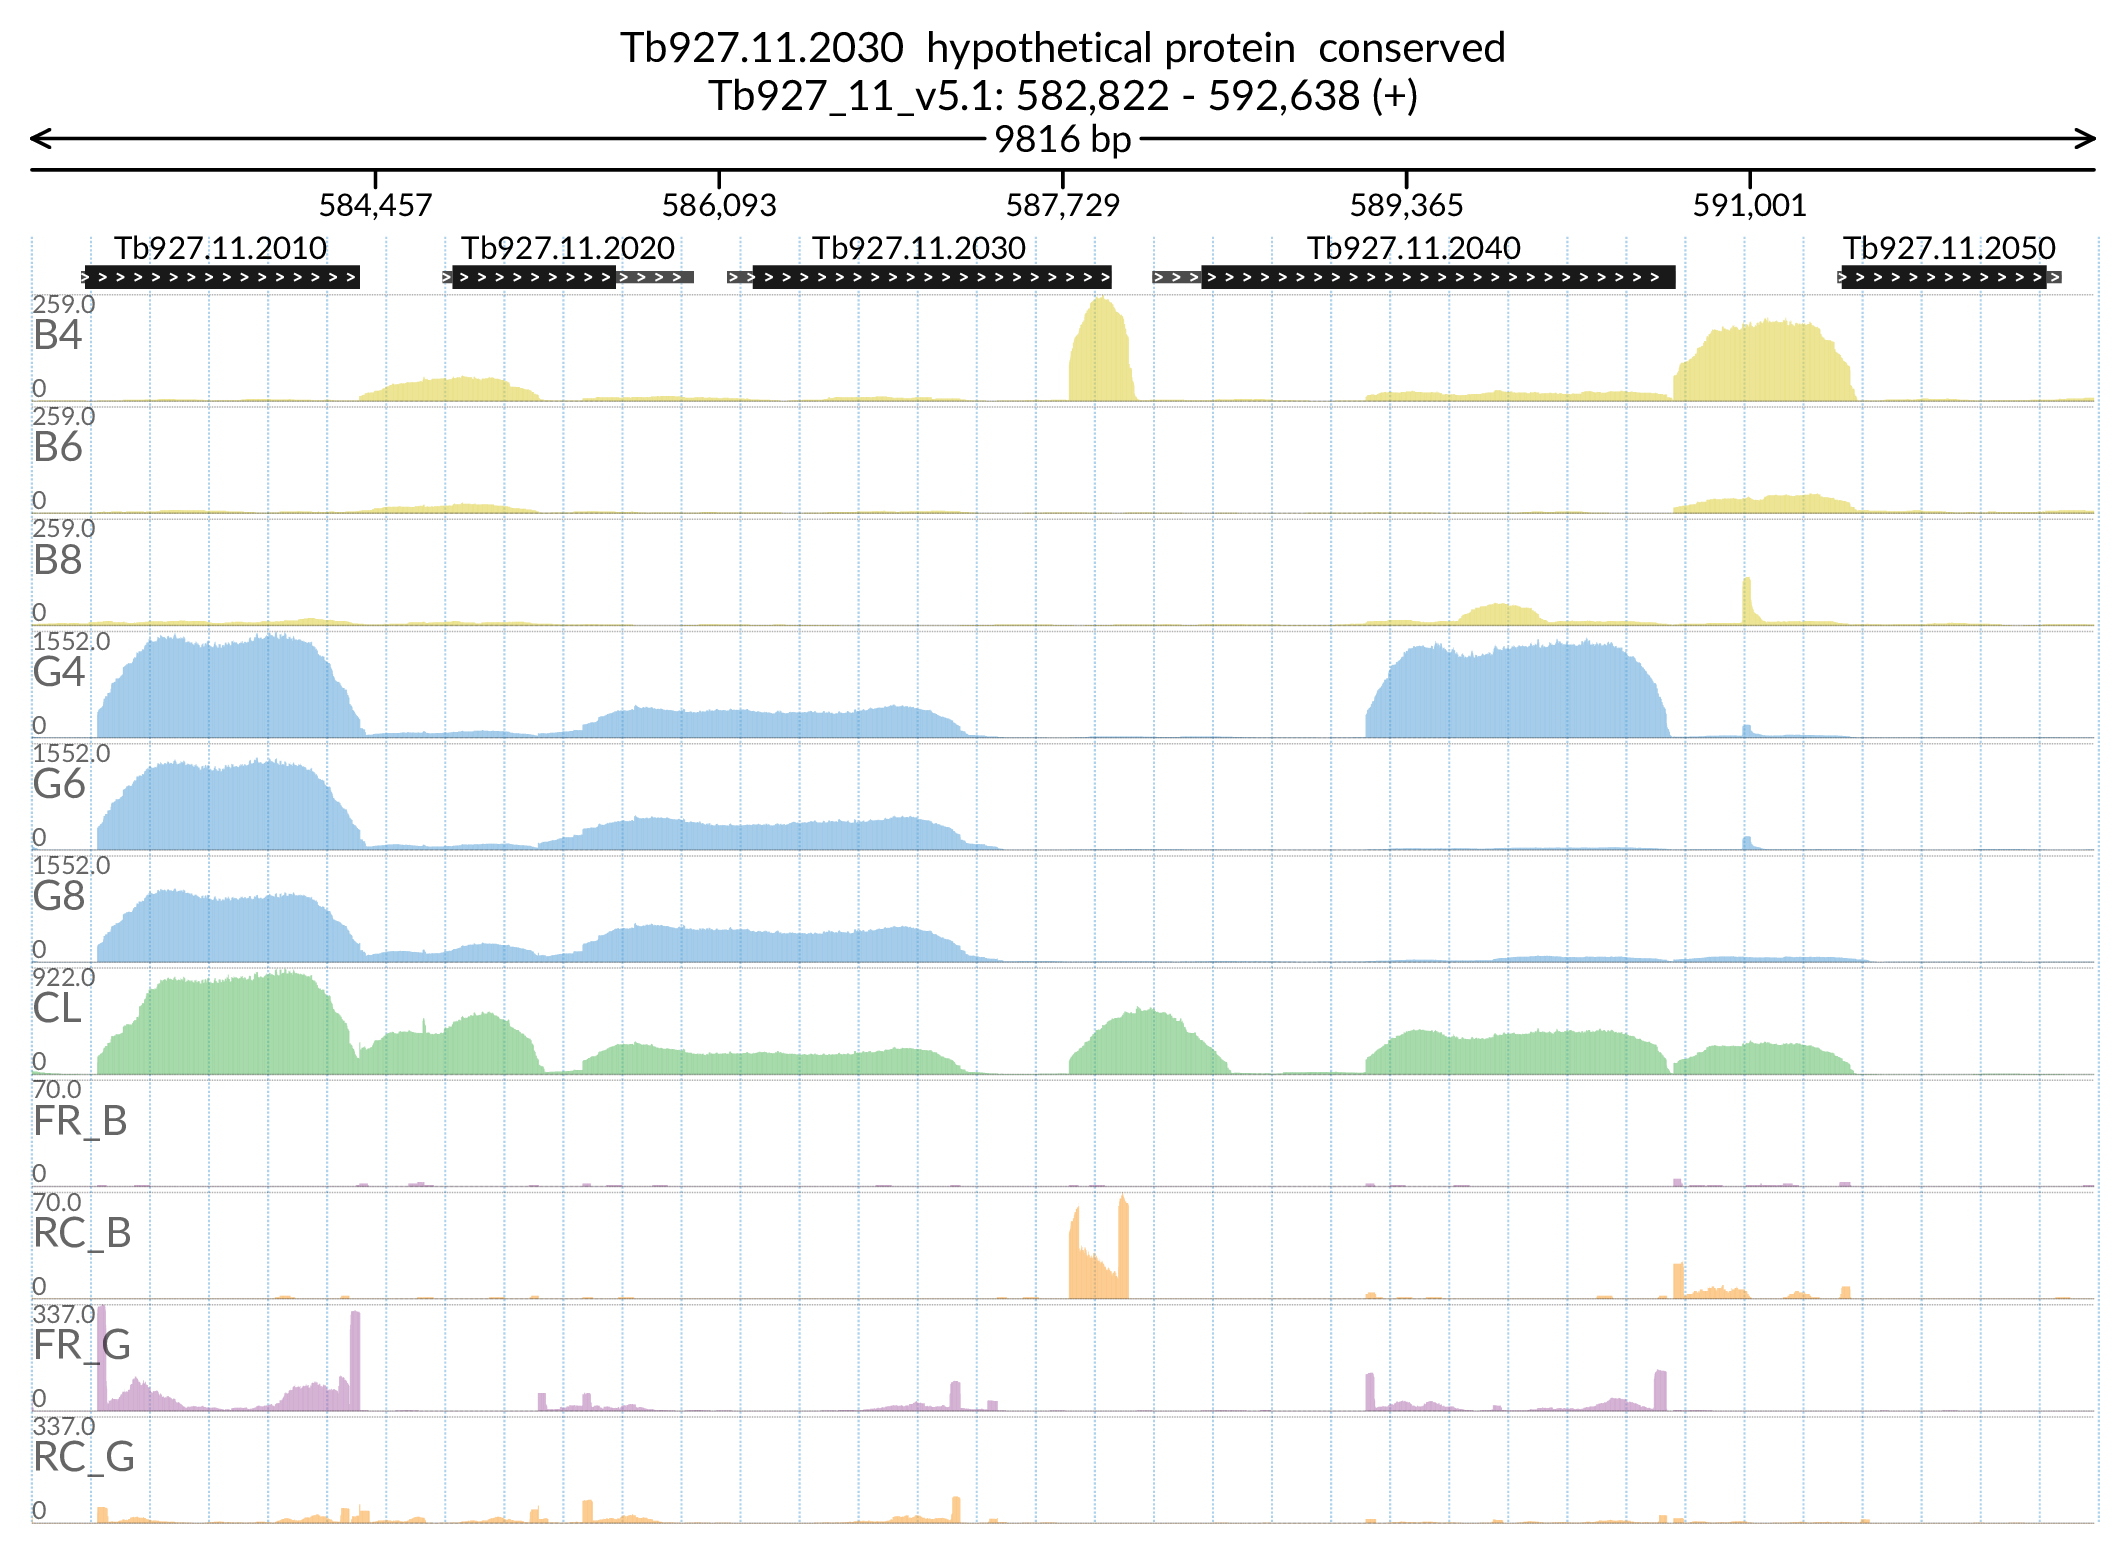 Tb927.11.2030  hypothetical protein  conserved
Tb927_11_v5.1: 582,822 - 592,638 (+)
9816 bp
584,457 586,093 587,729 589,365 591,001
Tb927.11.2010 Tb927.11.2020 Tb927.11.2030 Tb927.11.2040 Tb927.11.2050
259.0
B4
0
259.0
B6
0
259.0
B8
0
1552.0
G4
0
1552.0
G6
0
1552.0
G8
0
922.0
CL
0
70.0
FR_B
0
70.0
RC_B
0
337.0
FR_G
0
337.0
RC_G
0